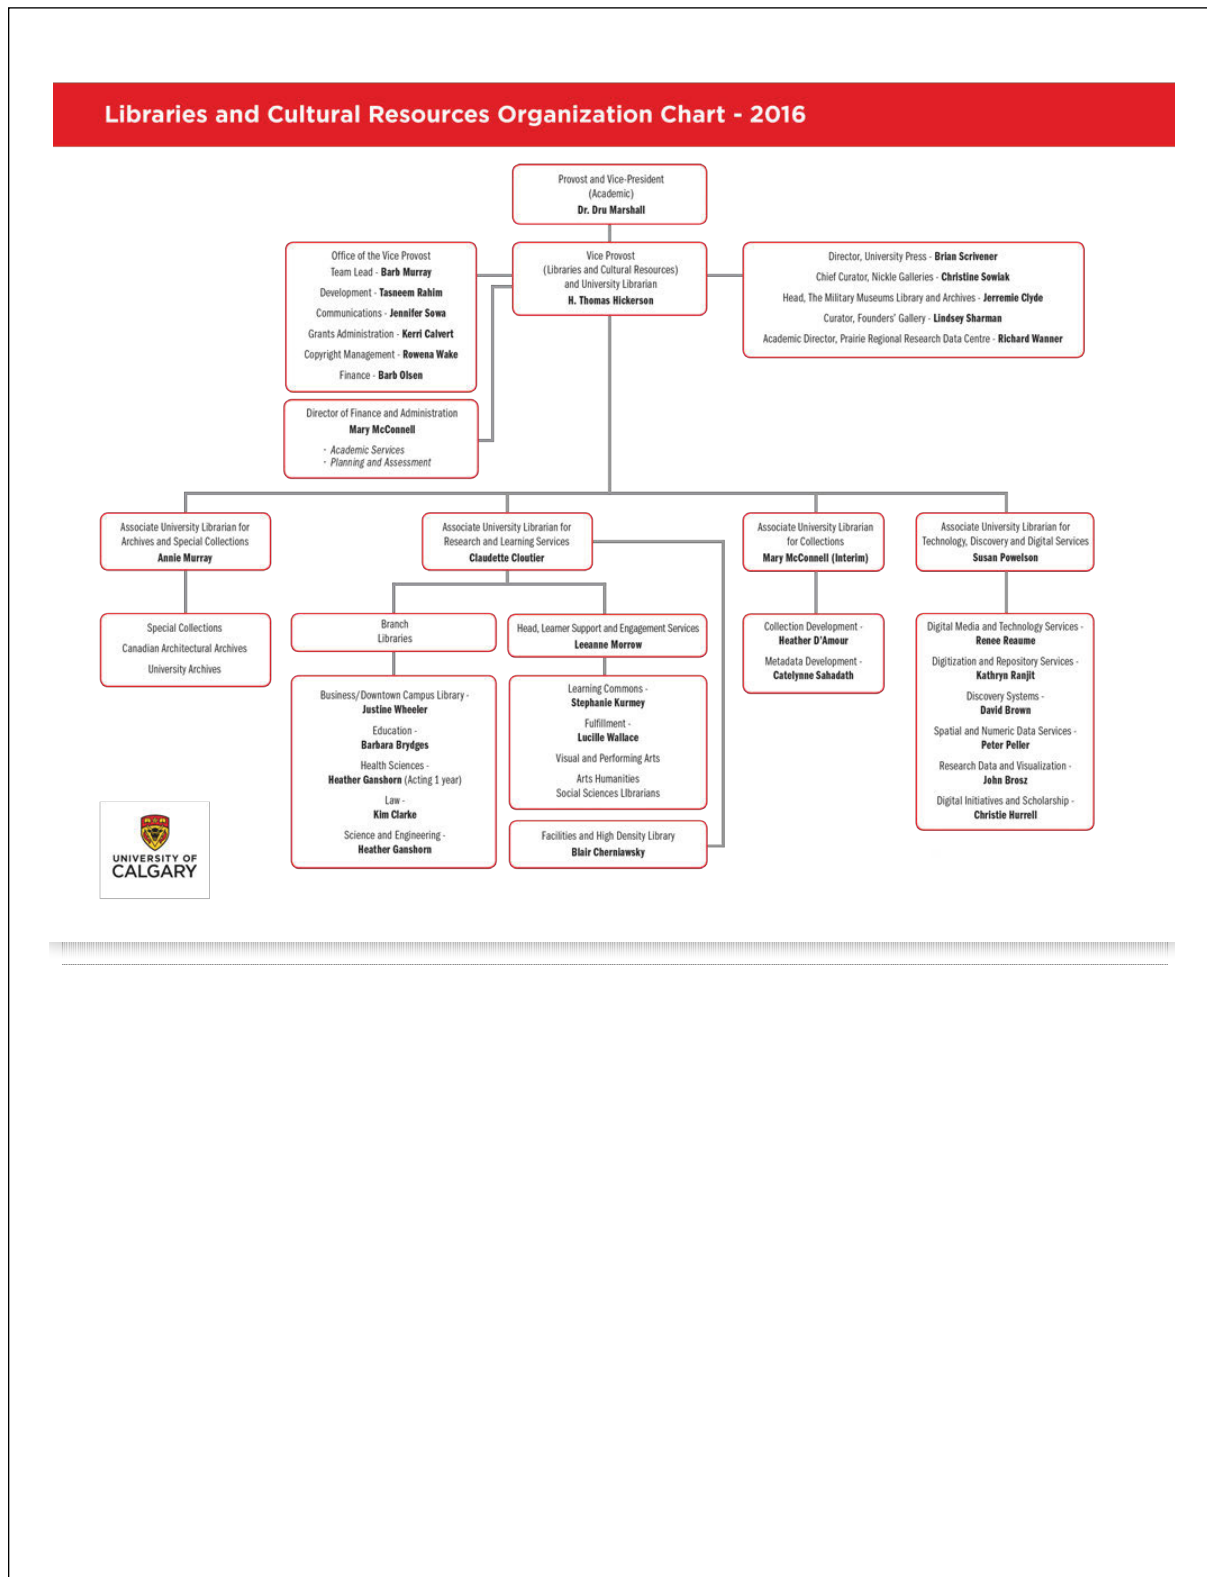 Libraries and Cultural Resources Organization Chart - 2016
Provost and Vice-President
(Academic)
Dr. Dru Marshall
Office of the Vice Provost
Team Lead - Barb Murray
Development - Tasneem Rahim
Communications - Jennifer Sowa
Grants Administration - Kerri Calvert
Copyright Management - Rowena Wake
Finance - Barb Olsen
Vice Provost
(Libraries and Cultural Resources)
and University Librarian
H. Thomas Hickerson
Director, University Press - Brian Scrivener
Chief Curator, Nickle Galleries - Christine Sowiak
Head, The Military Museums Library and Archives - Jerremie Clyde
Curator, Founders' Gallery - Lindsey Sharman
Academic Director, Prairie Regional Research Data Centre - Richard Wanner
Director of Finance and Administration
Mary McConnell
- Academic Services
- Planning and Assessment
Associate University Librarian for
Archives and Special Collections
Annie Murray
Associate University Librarian for
Research and Learning Services
Claudette Cloutier
Associate University Librarian
for Collections
Mary McConnell (Interim)
Associate University Librarian for
Technology, Discovery and Digital Services
Susan Powelson
Special Collections
Canadian Architectural Archives
University Archives
Branch
Libraries
Head, Learner Support and Engagement Services
Leeanne Morrow
Collection Development -
Heather D'Amour
Metadata Development -
Catelynne Sahadath
Digital Media and Technology Services -
Renee Reaume
Digitization and Repository Services -
Kathryn Ranjit
Discovery Systems -
David Brown
Spatial and Numeric Data Services -
Peter Peller
Research Data and Visualization -
John Brosz
Digital Initiatives and Scholarship -
Christie Hurrell
Business/Downtown Campus Library -
Justine Wheeler
Education -
Barbara Brydges
Health Sciences -
Heather Ganshorn (Acting 1 year)
Law -
Kim Clarke
Science and Engineering -
Heather Ganshorn
Learning Commons -
Stephanie Kurmey
Fulfillment -
Lucille Wallace
Visual and Performing Arts
Arts Humanities
Social Sciences LIbrarians
Facilities and High Density Library
Blair Cherniawsky
UNIVERSITY OF
CALGARY